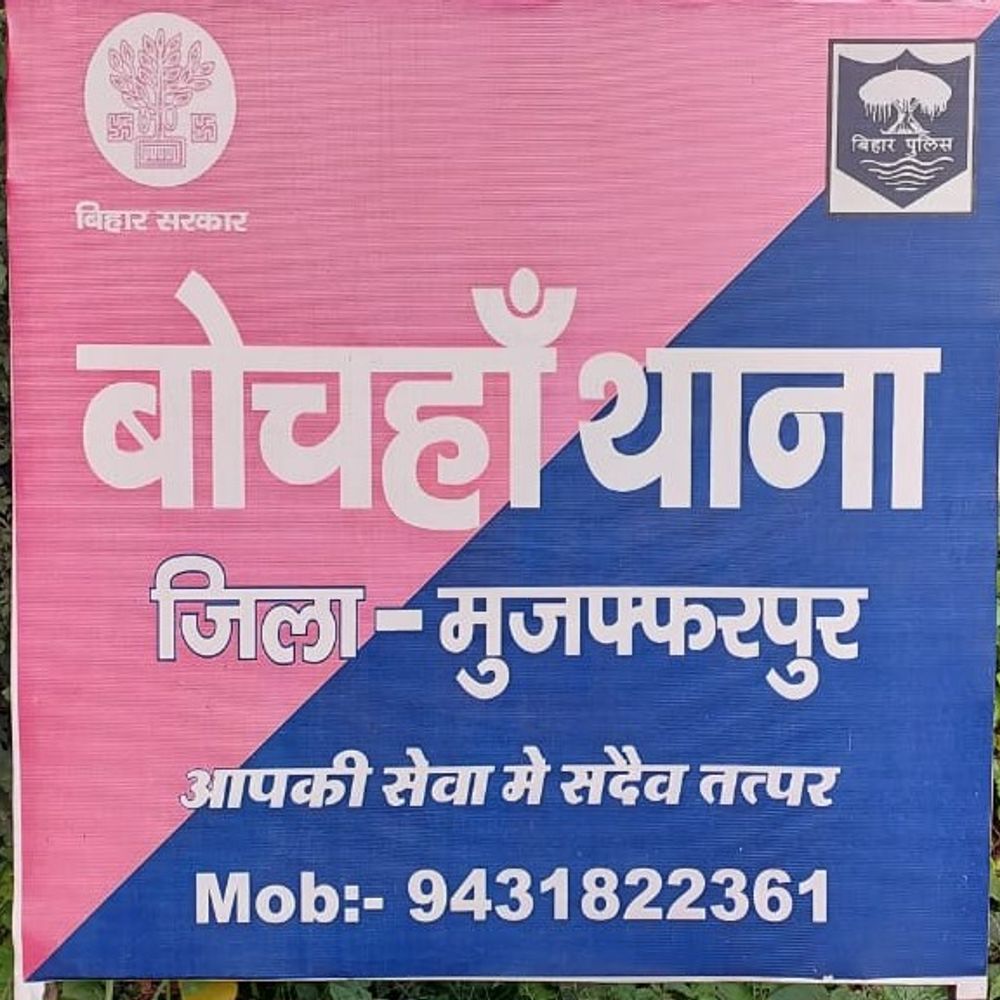 बिहार सरकार
बिहार पुलिस
बोचहाँ थाना
जिला - मुजफ्फरपुर
आपकी सेवा मे सदैव तत्पर
Mob:- 9431822361